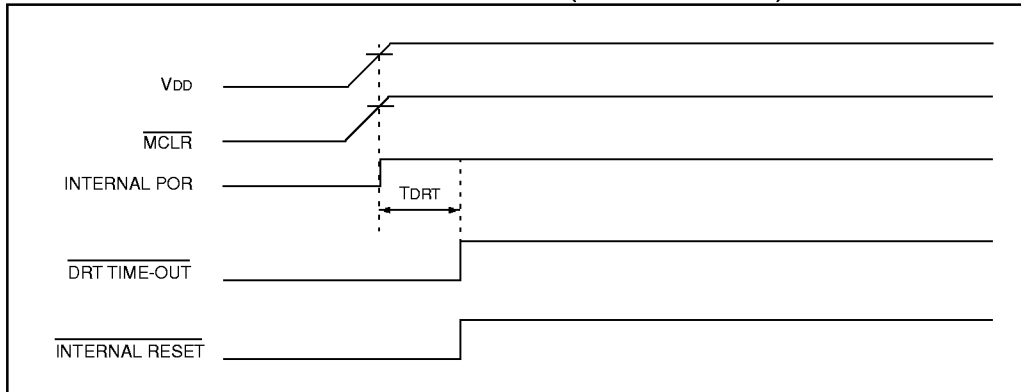 VDD
MCLR
INTERNAL POR
TDRT
DRT TIME-OUT
INTERNAL RESET